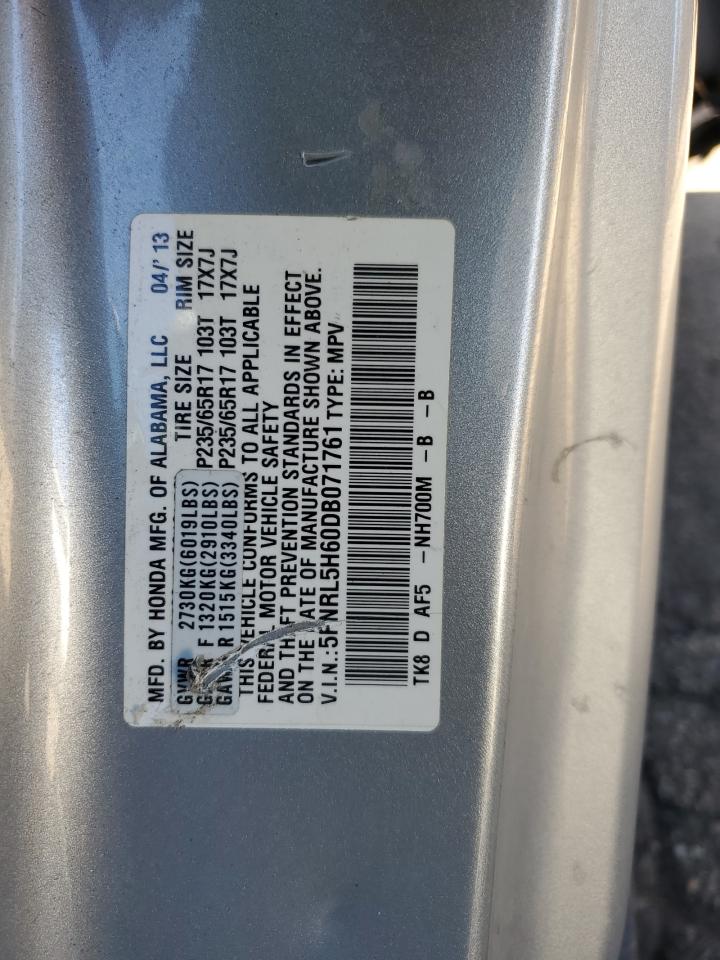 MFD. BY HONDA MFG. OF ALABAMA, LLC 04/'13
TIRE SIZE RIM SIZE
GVWR 2730KG(6019LBS)
F 1320KG(2910LBS) P235/65R17 103T 17X7J
GAWR R 1515KG(3340LBS) P235/65R17 103T 17X7J
THIS VEHICLE CONFORMS TO ALL APPLICABLE
FEDERAL MOTOR VEHICLE SAFETY
AND THEFT PREVENTION STANDARDS IN EFFECT
ON THE DATE OF MANUFACTURE SHOWN ABOVE.
V.I.N.:5FNRL5H60DB071761 TYPE: MPV
TK8 D AF5 -NH700M -B -B